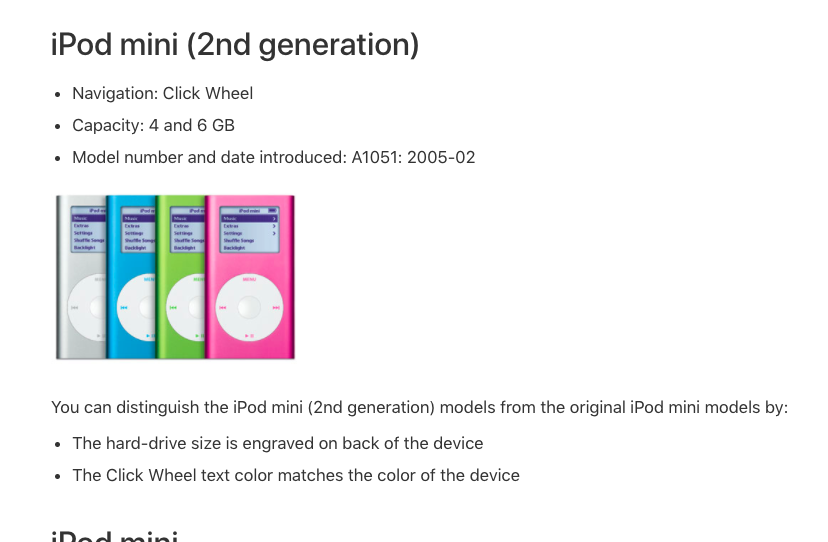 iPod mini (2nd generation)
Navigation: Click Wheel
Capacity: 4 and 6 GB
Model number and date introduced: A1051: 2005-02
iPod mini
Music
Extras
Settings
Shuffle Songs
Backlight
MENU
You can distinguish the iPod mini (2nd generation) models from the original iPod mini models by:
The hard-drive size is engraved on back of the device
The Click Wheel text color matches the color of the device
iPod mini